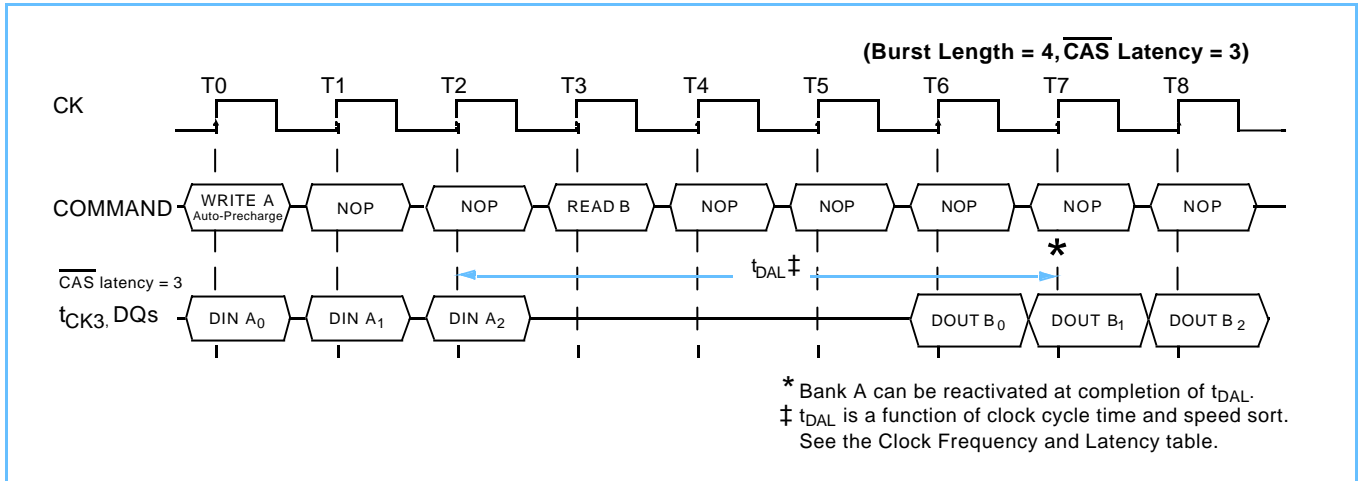 (Burst Length = 4, CAS Latency = 3)
T0 T1 T2 T3 T4 T5 T6 T7 T8
CK
COMMAND WRITE A Auto-Precharge NOP NOP READ B NOP NOP NOP NOP NOP
*
tDAL‡
CAS latency = 3
tCK3, DQs DIN A0 DIN A1 DIN A2 DOUT B0 DOUT B1 DOUT B2
* Bank A can be reactivated at completion of tDAL.
‡ tDAL is a function of clock cycle time and speed sort.
See the Clock Frequency and Latency table.